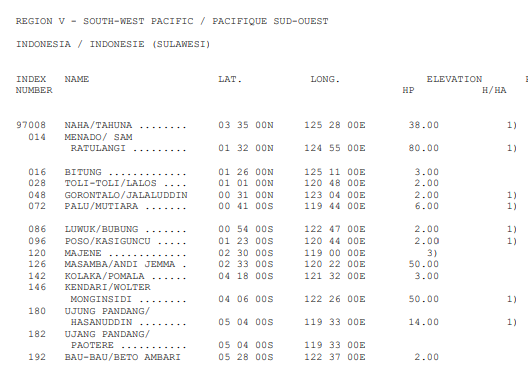 REGION V - SOUTH-WEST PACIFIC / PACIFIQUE SUD-OUEST
INDONESIA / INDONESIE (SULAWESI)
INDEX NAME LAT. LONG. ELEVATION
NUMBER HP H/HA
97008 NAHA/TAHUNA ........ 03 35 00N 125 28 00E 38.00 1)
014 MENADO/ SAM
RATULANGI ......... 01 32 00N 124 55 00E 80.00 1)
016 BITUNG ............. 01 26 00N 125 11 00E 3.00
028 TOLI-TOLI/LALOS .... 01 01 00N 120 48 00E 2.00
048 GORONTALO/JALALUDDIN 00 31 00N 123 04 00E 2.00 1)
072 PALU/MUTIARA ....... 00 41 00S 119 44 00E 6.00 1)
086 LUWUK/BUBUNG ....... 00 54 00S 122 47 00E 2.00 1)
096 POSO/KASIGUNCU ..... 01 23 00S 120 44 00E 2.00 1)
120 MAJENE ............. 02 30 00S 119 00 00E 3)
126 MASAMBA/ANDI JEMMA . 02 33 00S 120 22 00E 50.00
142 KOLAKA/POMALA ...... 04 18 00S 121 32 00E 3.00
146 KENDARI/WOLTER
MONGINSIDI ........ 04 06 00S 122 26 00E 50.00 1)
180 UJUNG PANDANG/
HASANUDDIN ........ 05 04 00S 119 33 00E 14.00 1)
182 UJANG PANDANG/
PAOTERE ........... 05 04 00S 119 33 00E
192 BAU-BAU/BETO AMBARI 05 28 00S 122 37 00E 2.00